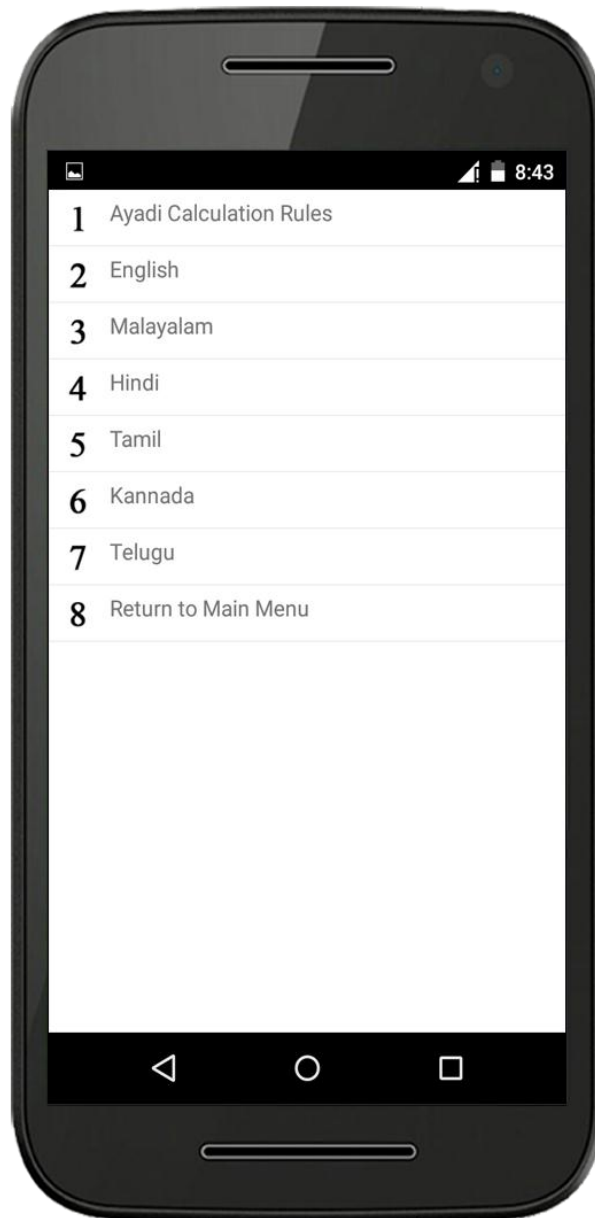 8:43
1 Ayadi Calculation Rules
2 English
3 Malayalam
4 Hindi
5 Tamil
6 Kannada
7 Telugu
8 Return to Main Menu